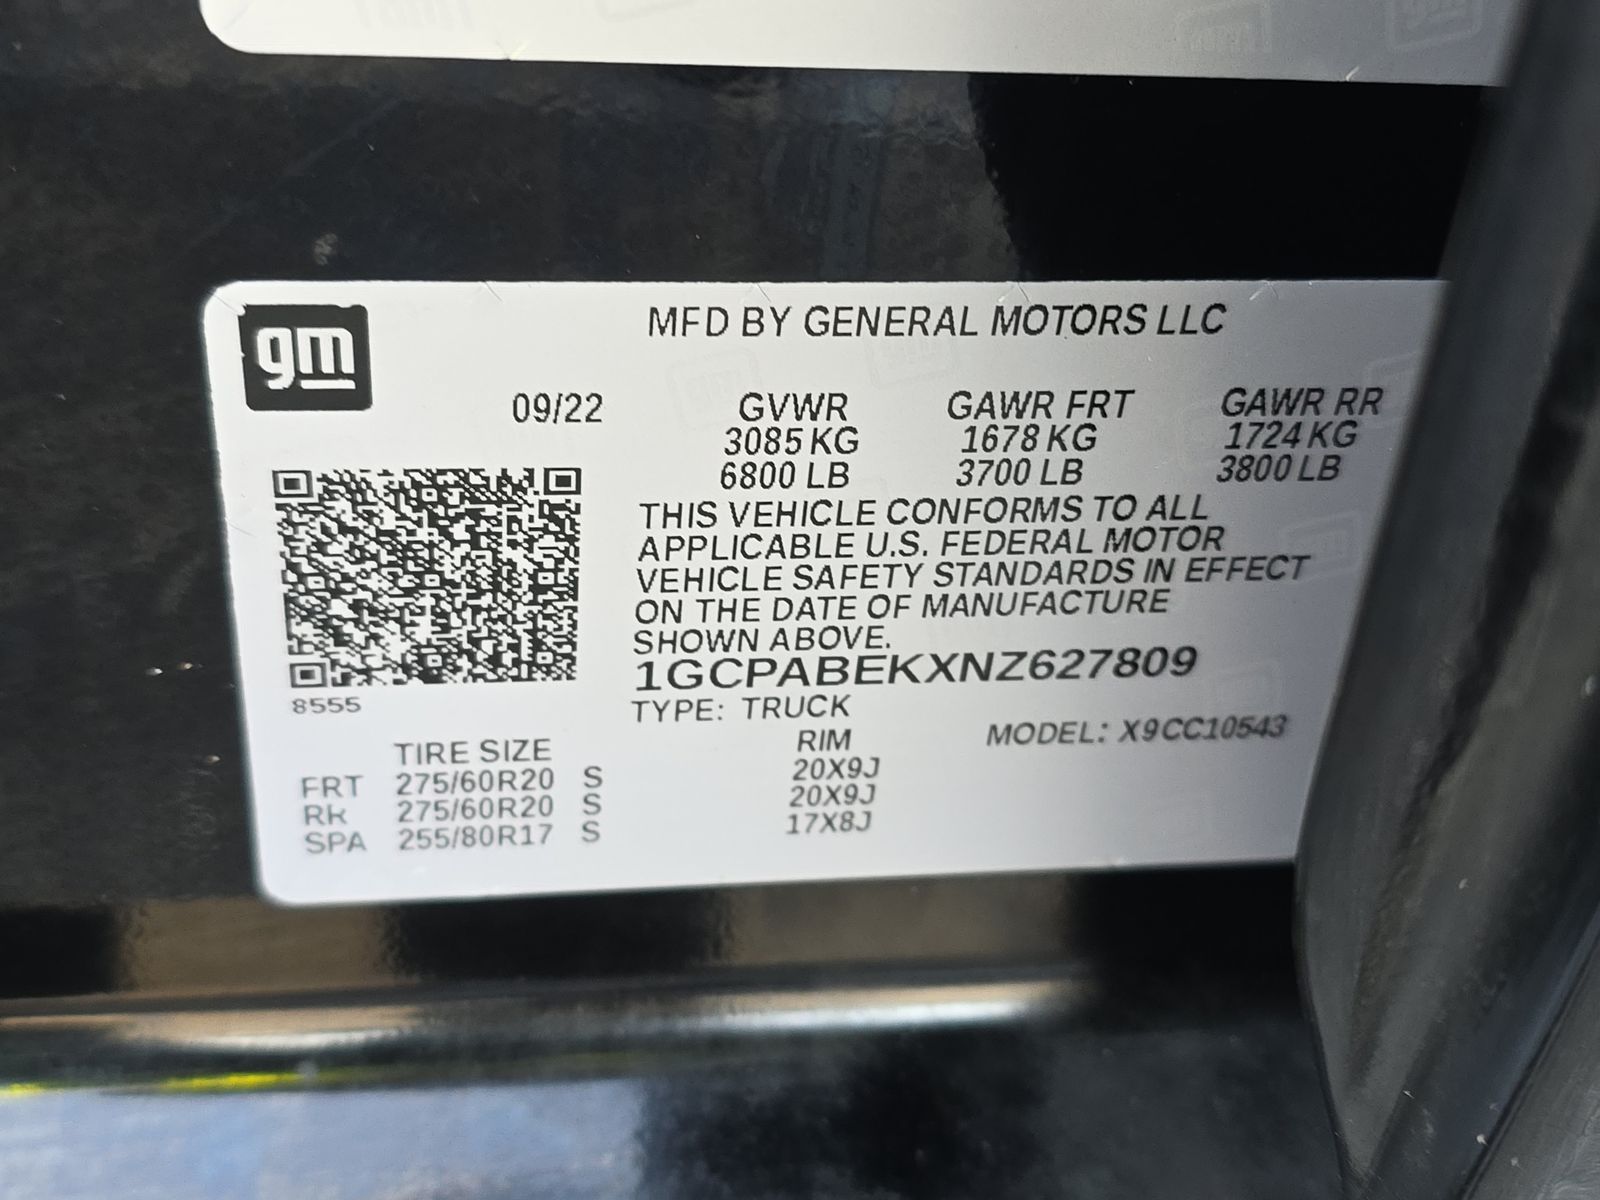 gm
MFD BY GENERAL MOTORS LLC
09/22 GVWR GAWR FRT GAWR RR
3085 KG 1678 KG 1724 KG
6800 LB 3700 LB 3800 LB
THIS VEHICLE CONFORMS TO ALL
APPLICABLE U.S. FEDERAL MOTOR
VEHICLE SAFETY STANDARDS IN EFFECT
ON THE DATE OF MANUFACTURE
SHOWN ABOVE.
1GCPABEKXNZ627809
8555
TYPE: TRUCK
MODEL: X9CC10543
TIRE SIZE RIM
FRT 275/60R20 S 20X9J
RR 275/60R20 S 20X9J
SPA 255/80R17 S 17X8J